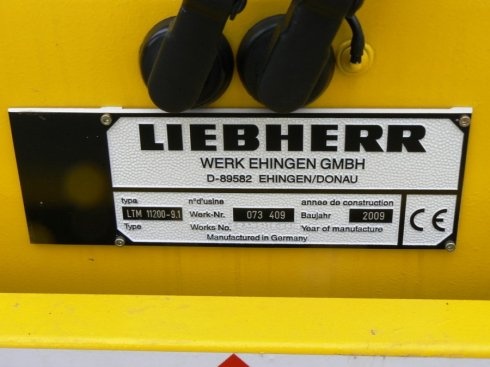 LIEBHERR
WERK EHINGEN GMBH
D-89582 EHINGEN/DONAU
type n°d'usine annee de construction
LTM 11200-9.1 Werk-Nr. 073 409 Baujahr 2009
Type Works No. Year of manufacture
Manufactured in Germany
CE